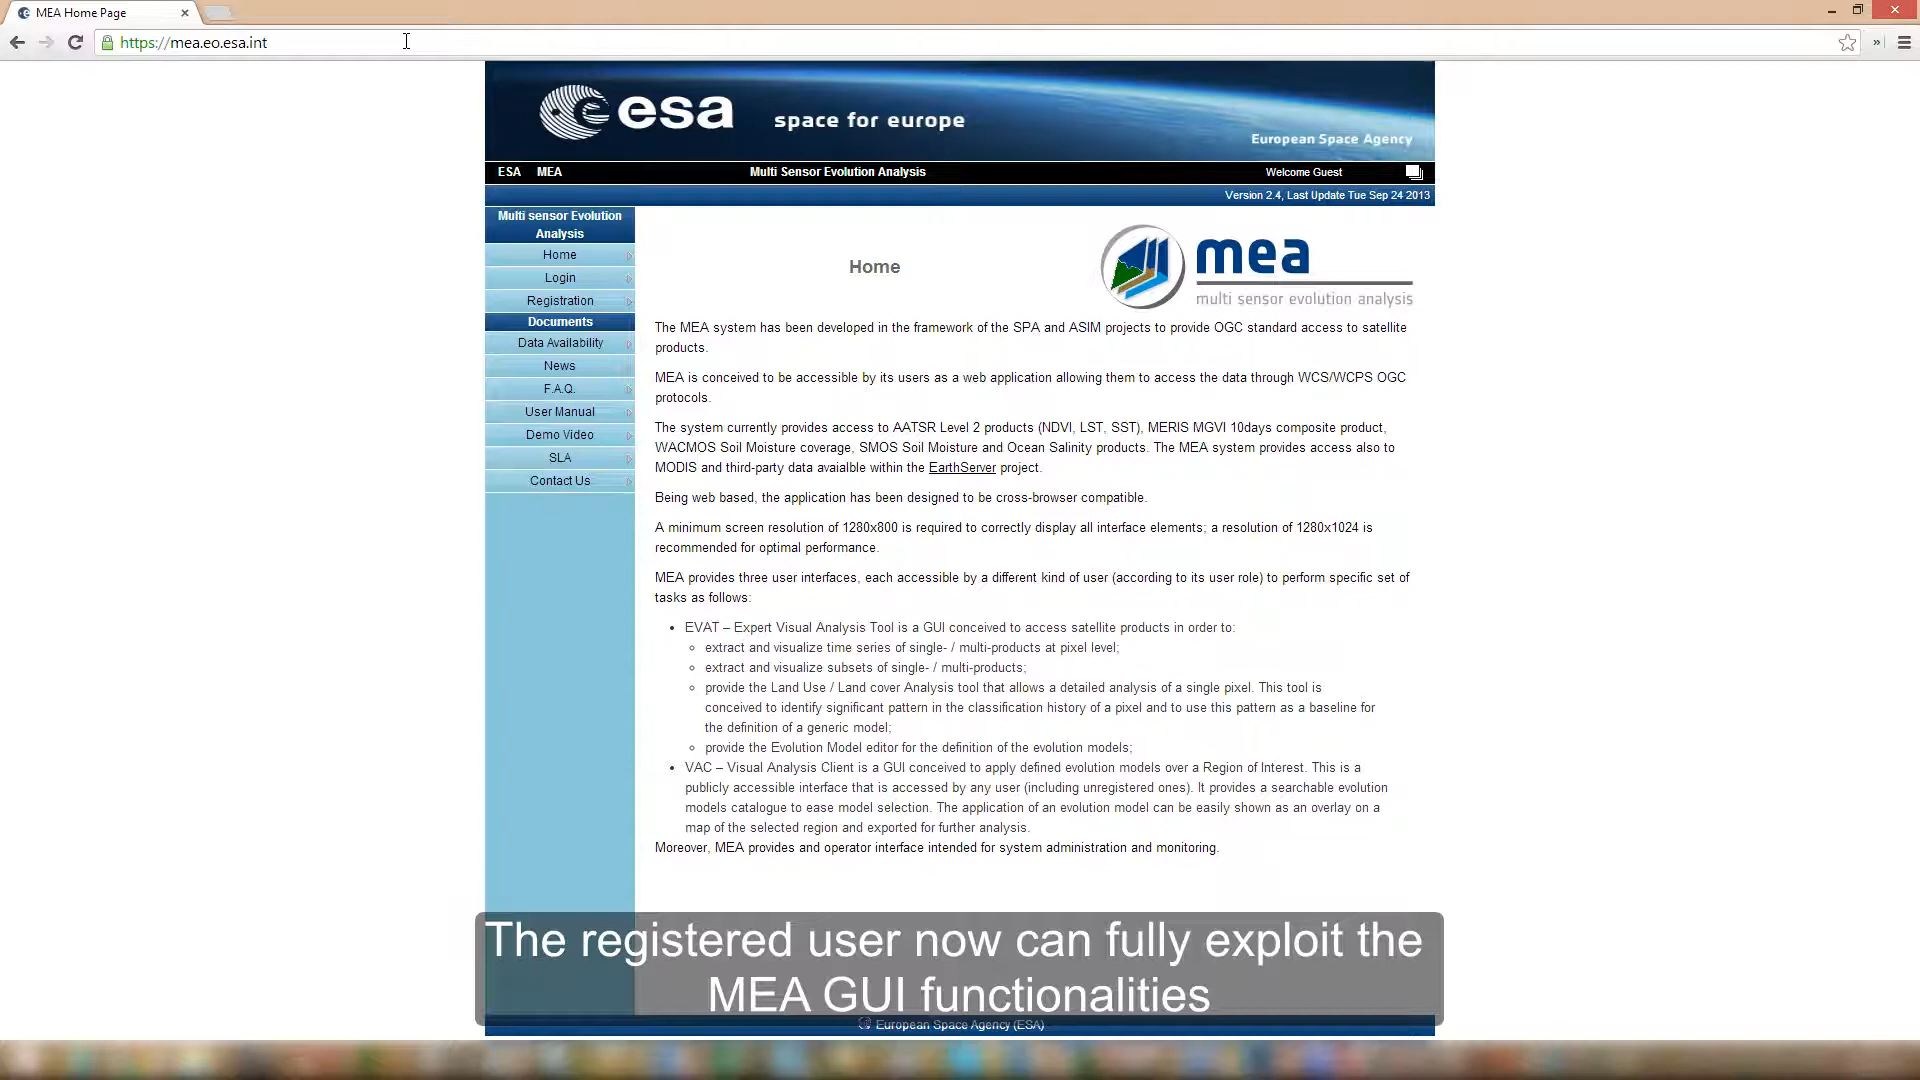 MEA Home Page
https://mea.eo.esa.int
esa space for europe
European Space Agency
ESA MEA Multi Sensor Evolution Analysis Welcome Guest
Version 2.4, Last Update Tue Sep 24 2013
Multi sensor Evolution
Analysis
Home
Login
Registration
Documents
Data Availability
News
F.A.Q.
User Manual
Demo Video
SLA
Contact Us
Home
mea
multi sensor evolution analysis
The MEA system has been developed in the framework of the SPA and ASIM projects to provide OGC standard access to satellite
products.
MEA is conceived to be accessible by its users as a web application allowing them to access the data through WCS/WCPS OGC
protocols.
The system currently provides access to AATSR Level 2 products (NDVI, LST, SST), MERIS MGVI 10days composite product,
WACMOS Soil Moisture coverage, SMOS Soil Moisture and Ocean Salinity products. The MEA system provides access also to
MODIS and third-party data avaialble within the EarthServer project.
Being web based, the application has been designed to be cross-browser compatible.
A minimum screen resolution of 1280x800 is required to correctly display all interface elements; a resolution of 1280x1024 is
recommended for optimal performance.
MEA provides three user interfaces, each accessible by a different kind of user (according to its user role) to perform specific set of
tasks as follows:
• EVAT – Expert Visual Analysis Tool is a GUI conceived to access satellite products in order to:
◦ extract and visualize time series of single- / multi-products at pixel level;
◦ extract and visualize subsets of single- / multi-products;
◦ provide the Land Use / Land cover Analysis tool that allows a detailed analysis of a single pixel. This tool is
conceived to identify significant pattern in the classification history of a pixel and to use this pattern as a baseline for
the definition of a generic model;
◦ provide the Evolution Model editor for the definition of the evolution models;
• VAC – Visual Analysis Client is a GUI conceived to apply defined evolution models over a Region of Interest. This is a
publicly accessible interface that is accessed by any user (including unregistered ones). It provides a searchable evolution
models catalogue to ease model selection. The application of an evolution model can be easily shown as an overlay on a
map of the selected region and exported for further analysis.
Moreover, MEA provides and operator interface intended for system administration and monitoring.
The registered user now can fully exploit the
MEA GUI functionalities
European Space Agency (ESA)